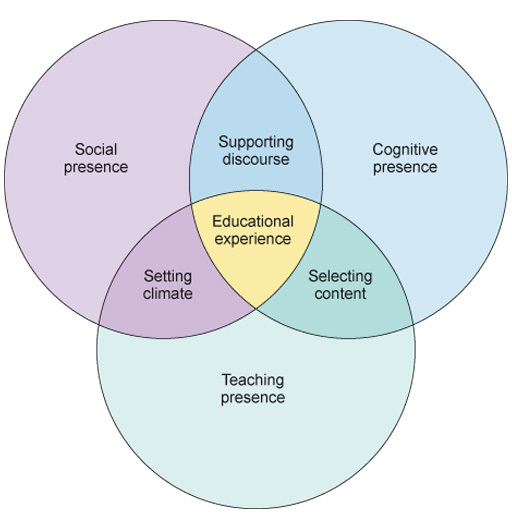 Social
presence
Supporting
discourse
Cognitive
presence
Educational
experience
Setting
climate
Selecting
content
Teaching
presence